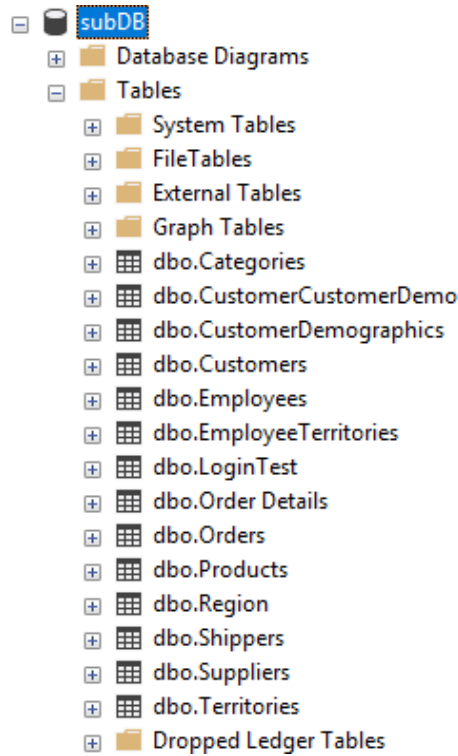 subDB
Database Diagrams
Tables
System Tables
FileTables
External Tables
Graph Tables
dbo.Categories
dbo.CustomerCustomerDemo
dbo.CustomerDemographics
dbo.Customers
dbo.Employees
dbo.EmployeeTerritories
dbo.LoginTest
dbo.Order Details
dbo.Orders
dbo.Products
dbo.Region
dbo.Shippers
dbo.Suppliers
dbo.Territories
Dropped Ledger Tables